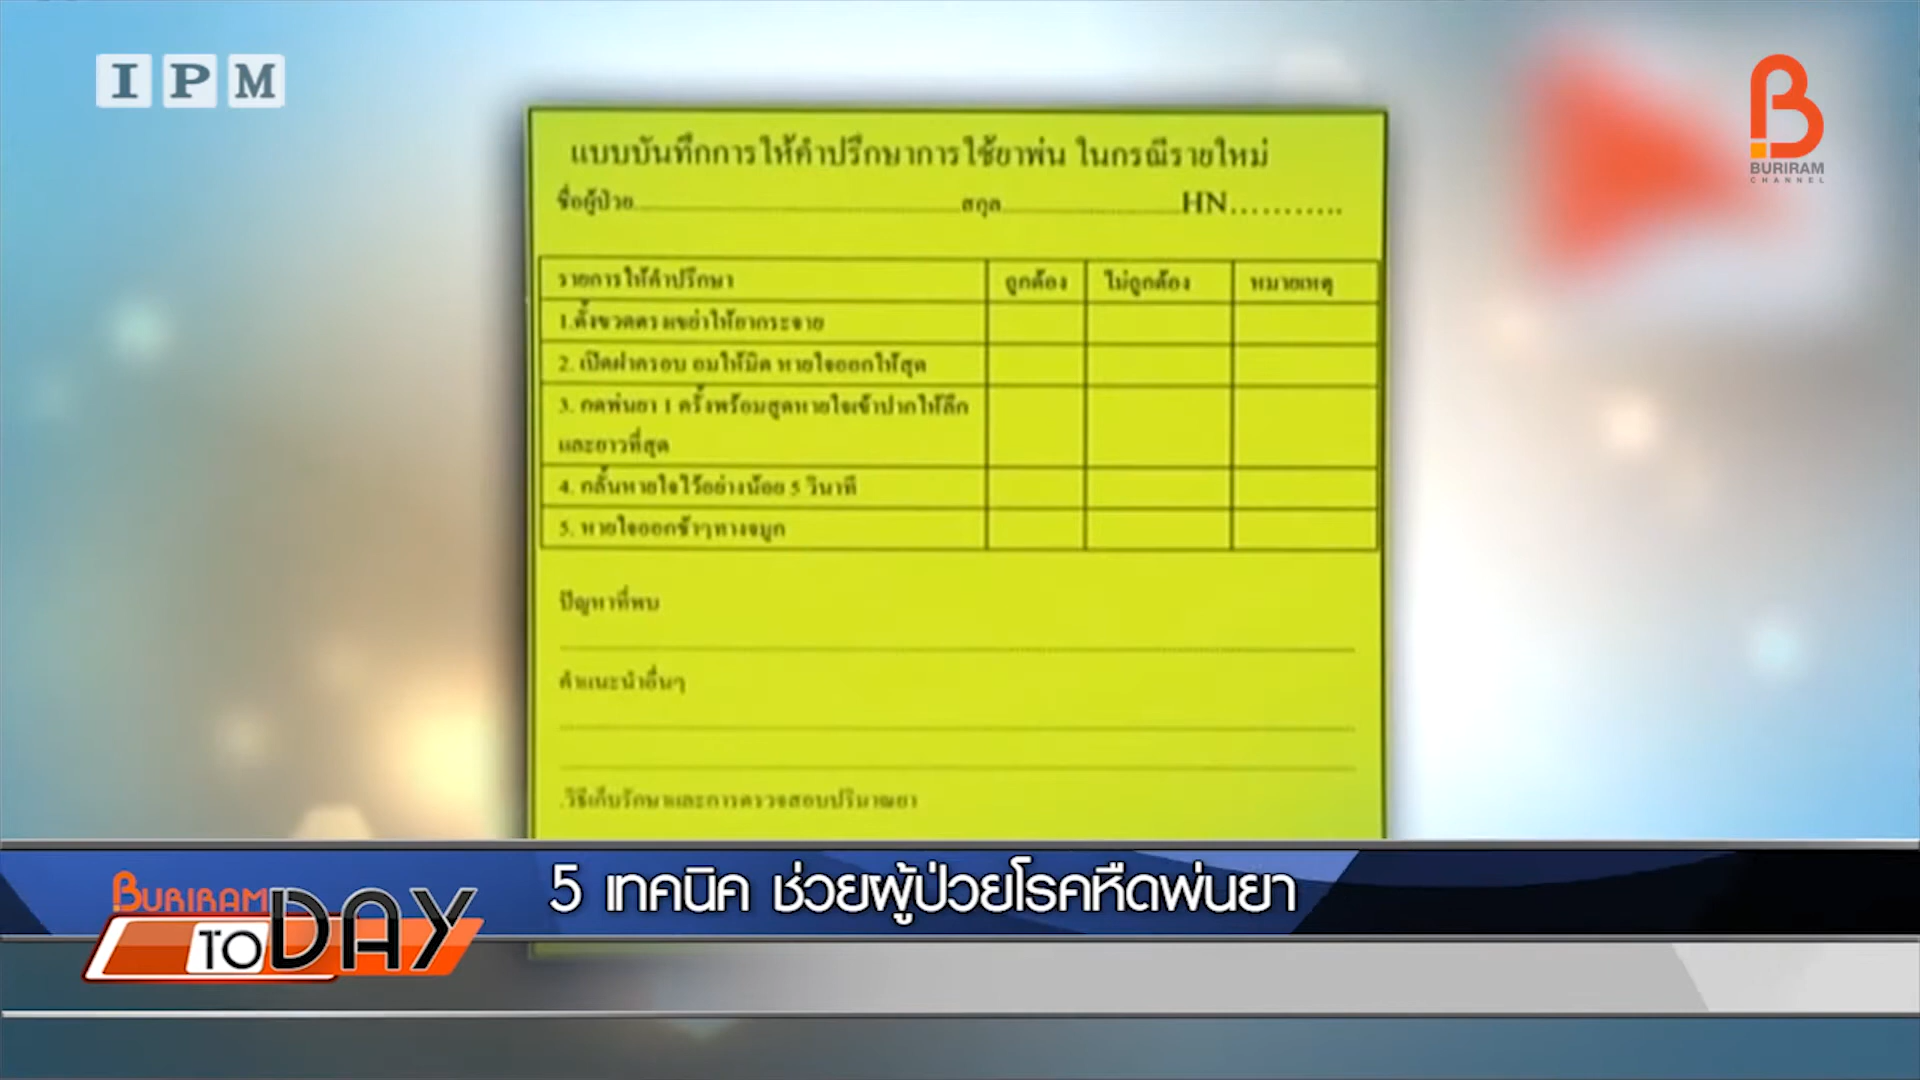 IPM
BURIRAM
CHANNEL
แบบบันทึกการให้คำปรึกษาการใช้ยาพ่น ในกรณีรายใหม่
ชื่อผู้ป่วย.................................................สกุล...........................HN...........
รายการให้คำปรึกษา ถูกต้อง ไม่ถูกต้อง หมายเหตุ
1.ตั้งขวดตรงเขย่าให้ยากระจาย
2. เปิดฝาครอบ อมให้มิด หายใจออกให้สุด
3. กดพ่นยา 1 ครั้งพร้อมสูดหายใจเข้าปากให้ลึก
และยาวที่สุด
4. กลั้นหายใจไว้อย่างน้อย 5 วินาที
5. หายใจออกช้าๆทางจมูก
ปัญหาที่พบ
คำแนะนำอื่นๆ
.วิธีเก็บรักษาและการตรวจสอบปริมาณยา
5 เทคนิค ช่วยผู้ป่วยโรคหืดพ่นยา
BURIRAM
TODAY